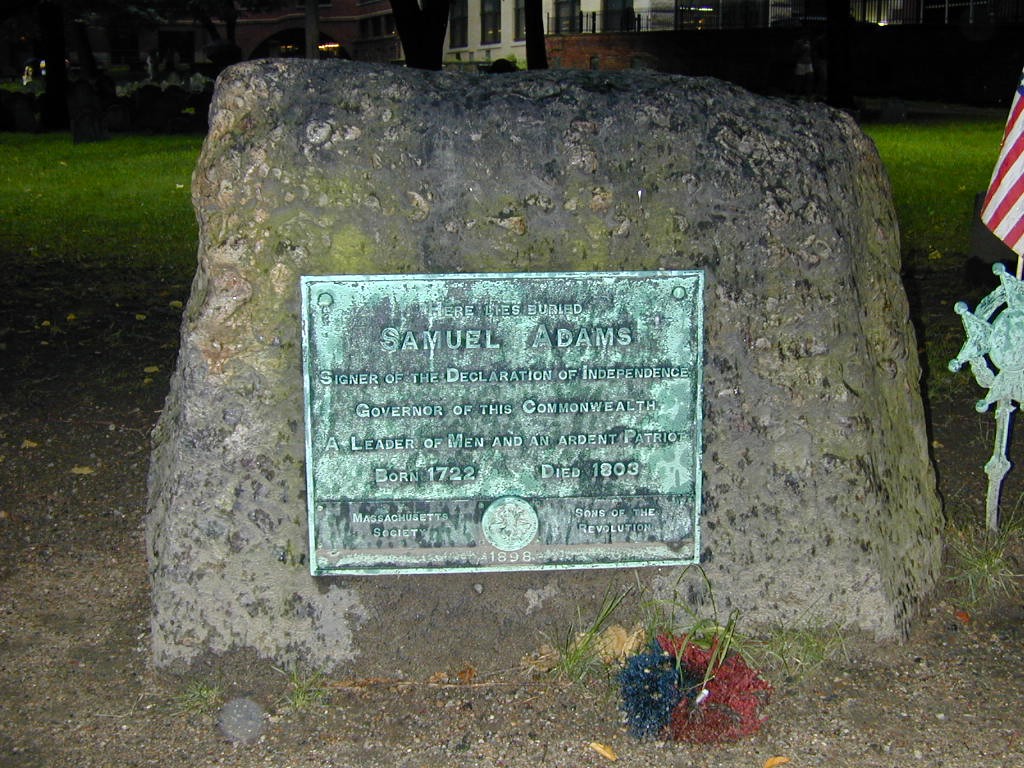 HERE LIES BURIED
SAMUEL ADAMS
SIGNER OF THE DECLARATION OF INDEPENDENCE
GOVERNOR OF THIS COMMONWEALTH
A LEADER OF MEN AND AN ARDENT PATRIOT
BORN 1722 DIED 1803
MASSACHUSETTS
SOCIETY
SONS OF THE
REVOLUTION
1898